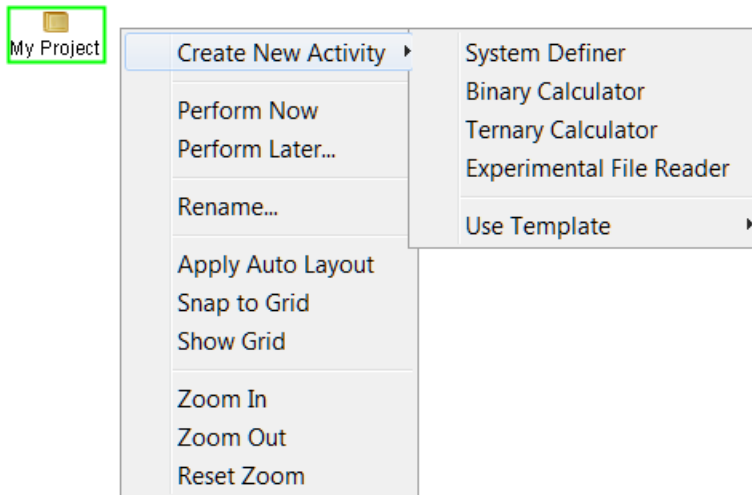 My Project
Create New Activity
Perform Now
Perform Later...
Rename...
Apply Auto Layout
Snap to Grid
Show Grid
Zoom In
Zoom Out
Reset Zoom
System Definer
Binary Calculator
Ternary Calculator
Experimental File Reader
Use Template